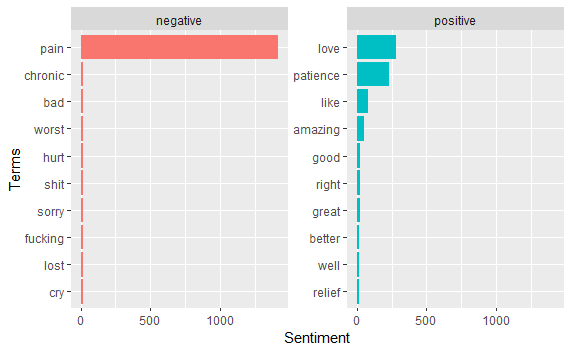 negative
positive
Terms
pain
chronic
bad
worst
hurt
shit
sorry
fucking
lost
cry
love
patience
like
amazing
good
right
great
better
well
relief
0 500 1000
0 500 1000
Sentiment